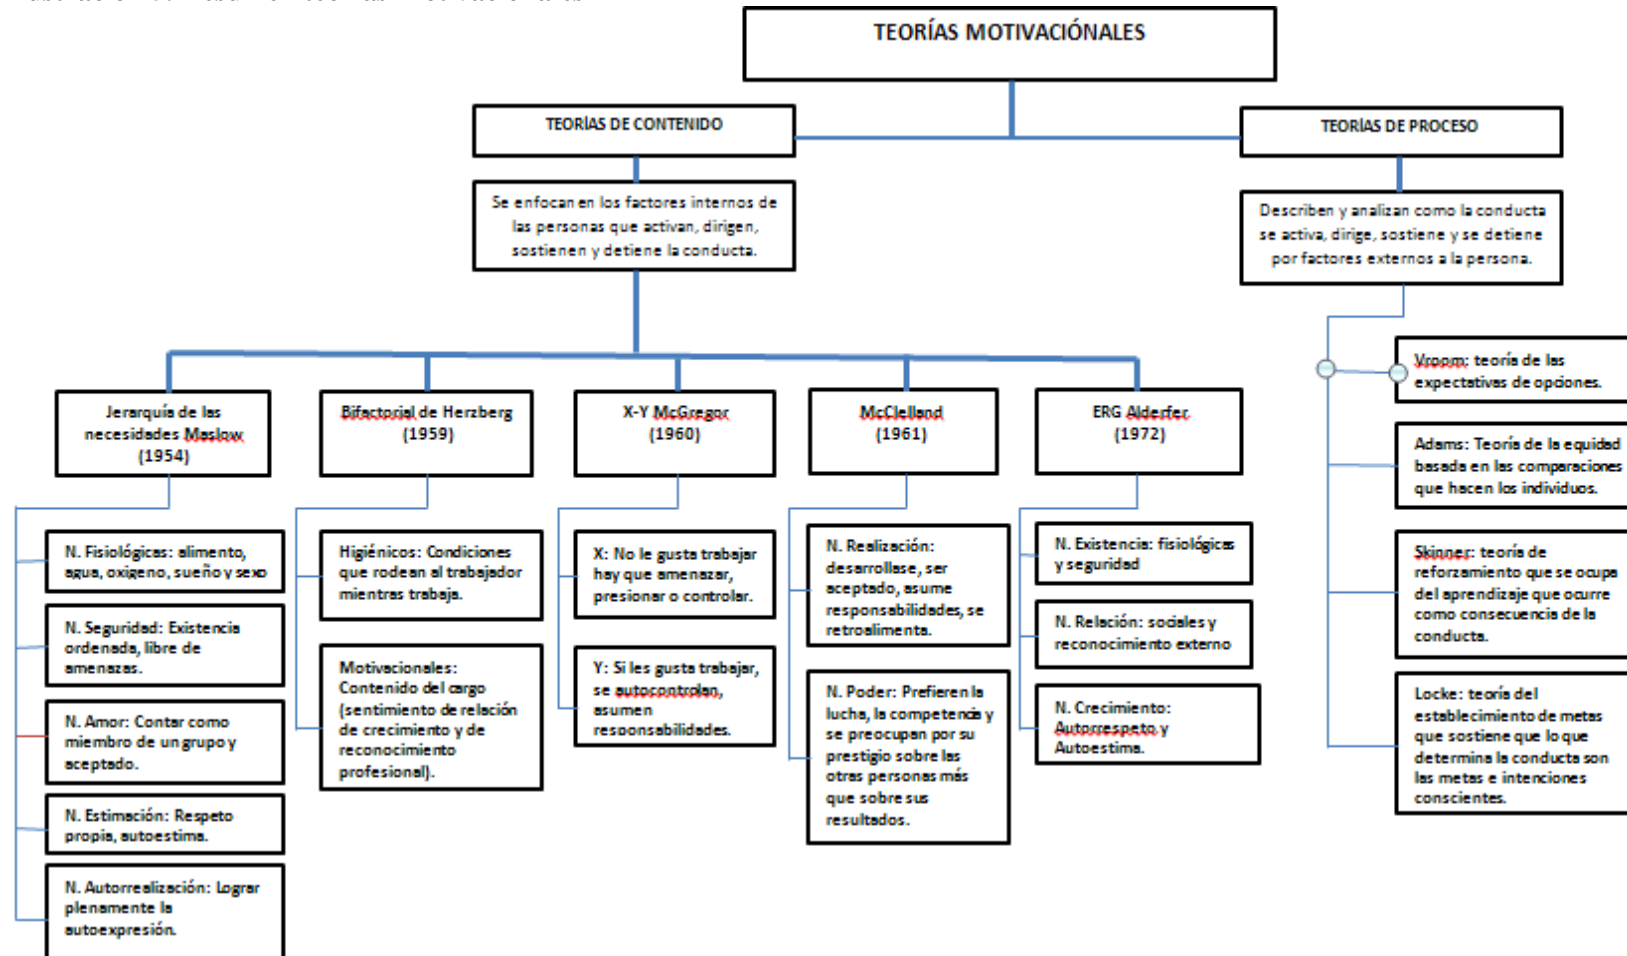 TEORÍAS MOTIVACIÓNALES
TEORÍAS DE CONTENIDO
TEORÍAS DE PROCESO
Se enfocan en los factores internos de
las personas que activan, dirigen,
sostienen y detiene la conducta.
Describen y analizan como la conducta
se activa, dirige, sostiene y se detiene
por factores externos a la persona.
Jerarquía de las
necesidades Maslow
(1954)
Bifactorial de Herzberg
(1959)
X-Y McGregor
(1960)
McClelland
(1961)
ERG Alderfer
(1972)
N. Fisiológicas: alimento,
agua, oxigeno, sueño y sexo
N. Seguridad: Existencia
ordenada, libre de
amenazas.
N. Amor: Contar como
miembro de un grupo y
aceptado.
N. Estimación: Respeto
propia, autoestima.
N. Autorrealización: Lograr
plenamente la
autoexpresión.
Higiénicos: Condiciones
que rodean al trabajador
mientras trabaja.
Motivacionales:
Contenido del cargo
(sentimiento de relación
de crecimiento y de
reconocimiento
profesional).
X: No le gusta trabajar
hay que amenazar,
presionar o controlar.
Y: Si les gusta trabajar,
se autocontrolan,
asumen
responsabilidades.
N. Realización:
desarrollase, ser
aceptado, asume
responsabilidades, se
retroalimenta.
N. Poder: Prefieren la
lucha, la competencia y
se preocupan por su
prestigio sobre las
otras personas más
que sobre sus
resultados.
N. Existencia: fisiológicas
y seguridad
N. Relación: sociales y
reconocimiento externo
N. Crecimiento:
Autorrespeto y
Autoestima.
Vroom: teoría de las
expectativas de opciones.
Adams: Teoría de la equidad
basada en las comparaciones
que hacen los individuos.
Skinner: teoría de
reforzamiento que se ocupa
del aprendizaje que ocurre
como consecuencia de la
conducta.
Locke: teoría del
establecimiento de metas
que sostiene que lo que
determina la conducta son
las metas e intenciones
conscientes.